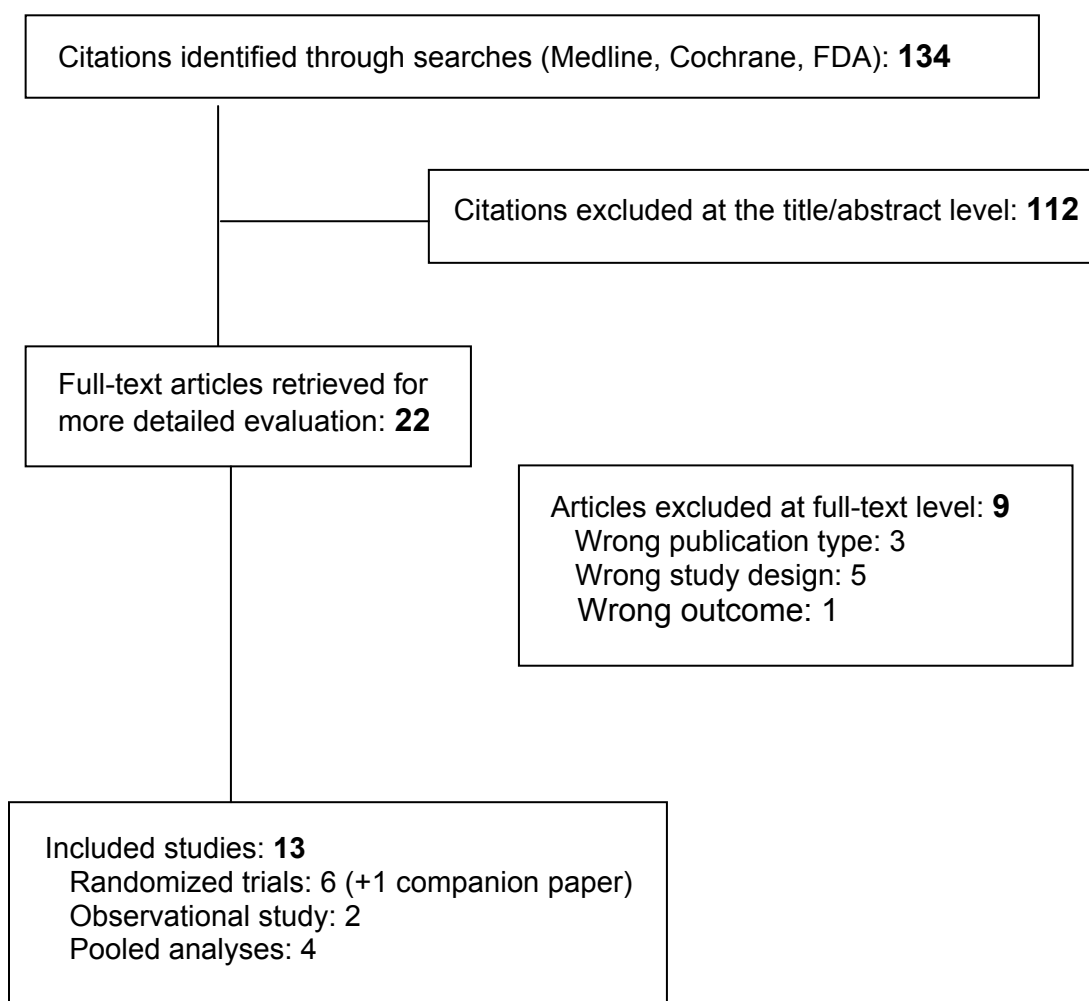 Citations identified through searches (Medline, Cochrane, FDA): 134
Citations excluded at the title/abstract level: 112
Full-text articles retrieved for
more detailed evaluation: 22
Articles excluded at full-text level: 9
Wrong publication type: 3
Wrong study design: 5
Wrong outcome: 1
Included studies: 13
Randomized trials: 6 (+1 companion paper)
Observational study: 2
Pooled analyses: 4